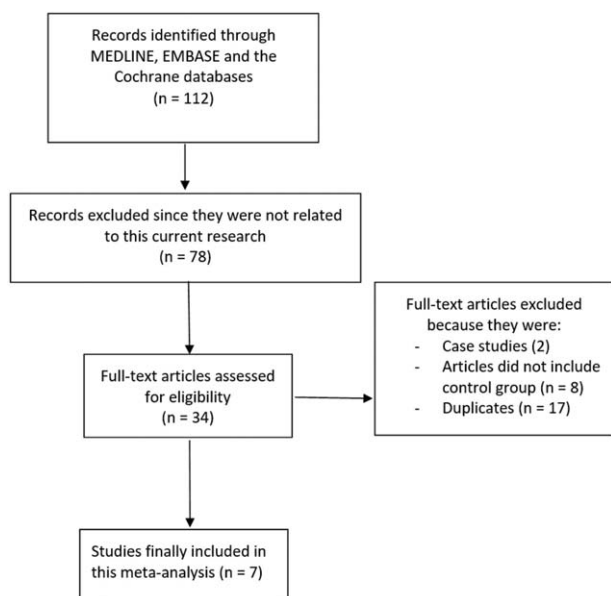 Records identified through
MEDLINE, EMBASE and the
Cochrane databases
(n = 112)
Records excluded since they were not related
to this current research
(n = 78)
Full-text articles excluded
because they were:
- Case studies (2)
- Articles did not include
control group (n = 8)
- Duplicates (n = 17)
Full-text articles assessed
for eligibility
(n = 34)
Studies finally included in
this meta-analysis (n = 7)